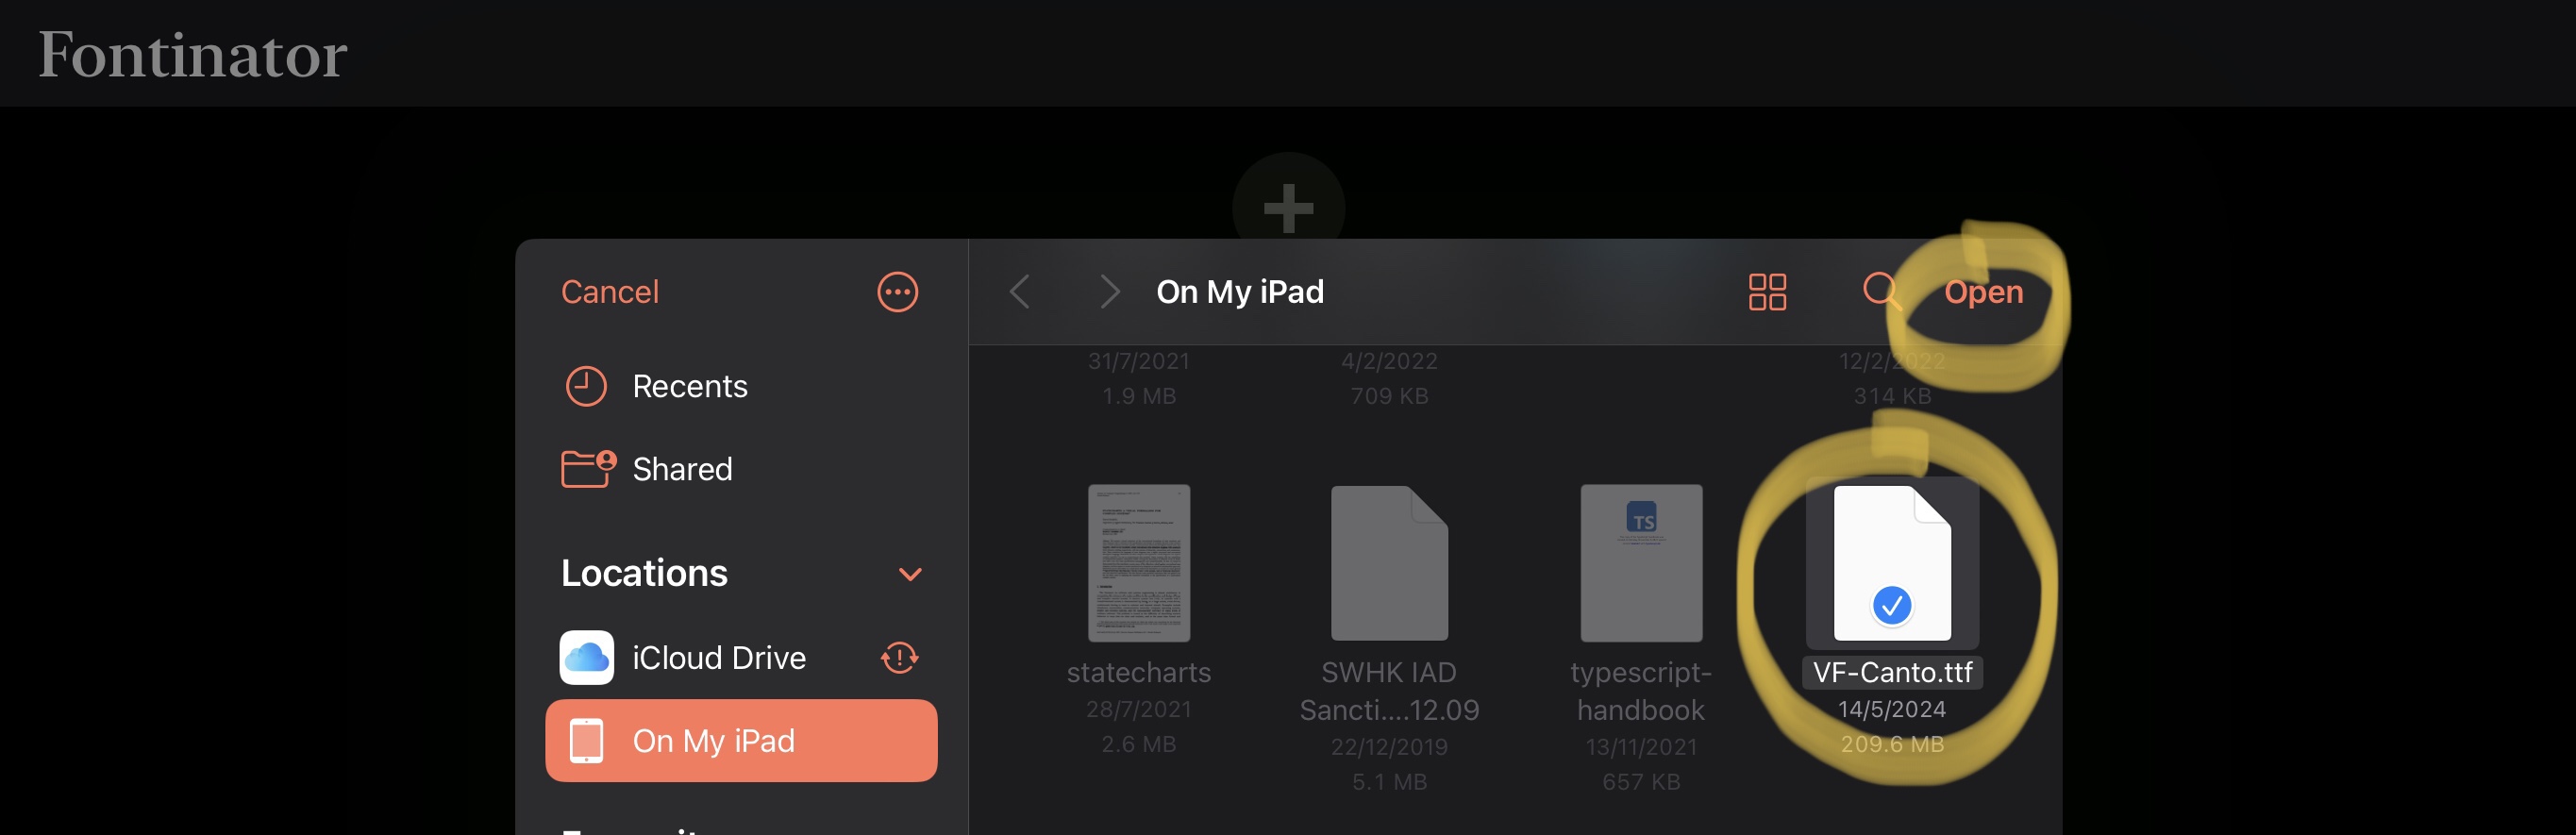 Fontinator
Cancel
On My iPad
Open
Recents
Shared
Locations
iCloud Drive
On My iPad
31/7/2021
1.9 MB
4/2/2022
709 KB
12/2/2022
314 KB
statecharts
28/7/2021
2.6 MB
SWHK IAD
Sancti....12.09
22/12/2019
5.1 MB
TS
typescript-
handbook
13/11/2021
657 KB
VF-Canto.ttf
14/5/2024
209.6 MB